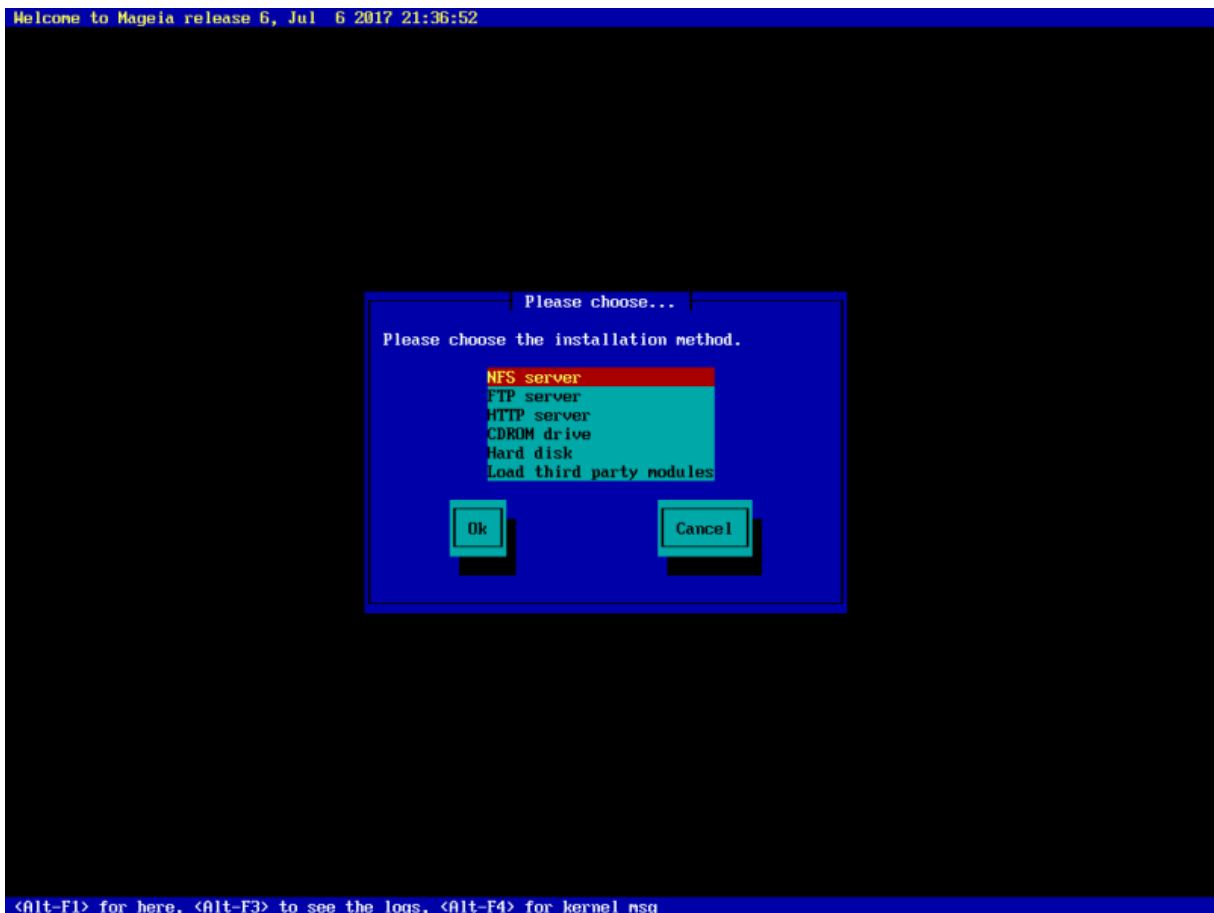 Welcome to Mageia release 6, Jul  6 2017 21:36:52
Please choose...
Please choose the installation method.
NFS server
FTP server
HTTP server
CDROM drive
Hard disk
Load third party modules
Ok
Cancel
<Alt-F1> for here, <Alt-F3> to see the logs, <Alt-F4> for kernel msg